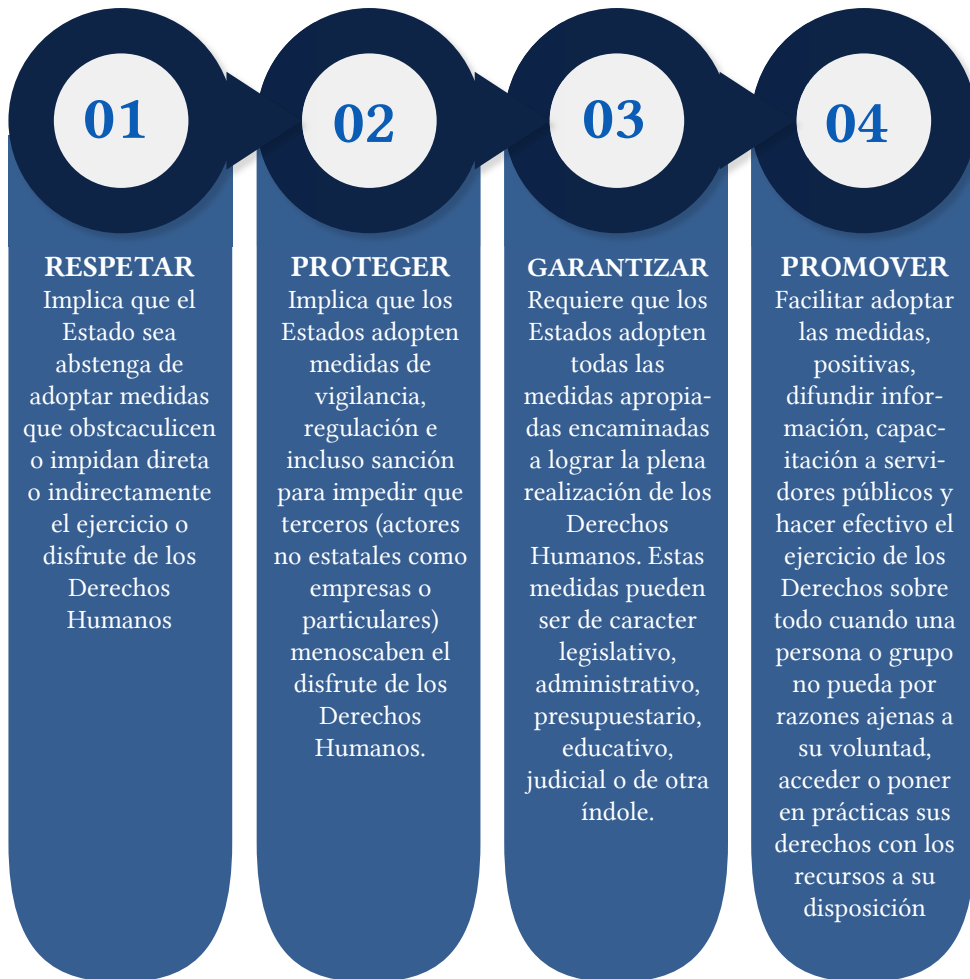 01
RESPETAR
Implica que el
Estado sea
abstenga de
adoptar medidas
que obstcaculicen
o impidan direta
o indirectamente
el ejercicio o
disfrute de los
Derechos
Humanos
02
PROTEGER
Implica que los
Estados adopten
medidas de
vigilancia,
regulación e
incluso sanción
para impedir que
terceros (actores
no estatales como
empresas o
particulares)
menoscaben el
disfrute de los
Derechos
Humanos.
03
GARANTIZAR
Requiere que los
Estados adopten
todas las
medidas apropia-
das encaminadas
a lograr la plena
realización de los
Derechos
Humanos. Estas
medidas pueden
ser de caracter
legislativo,
administrativo,
presupuestario,
educativo,
judicial o de otra
índole.
04
PROMOVER
Facilitar adoptar
las medidas,
positivas,
difundir infor-
mación, capac-
itación a servi-
dores públicos y
hacer efectivo el
ejercicio de los
Derechos sobre
todo cuando una
persona o grupo
no pueda por
razones ajenas a
su voluntad,
acceder o poner
en prácticas sus
derechos con los
recursos a su
disposición